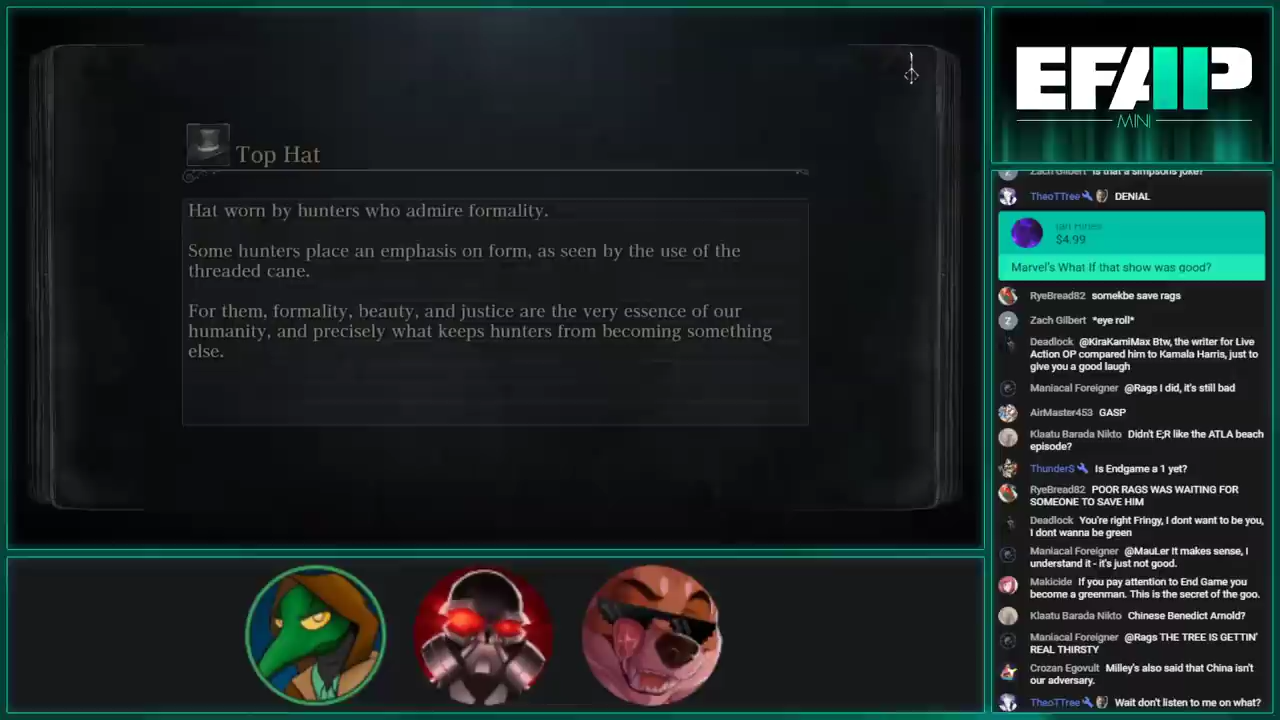 Top Hat
Hat worn by hunters who admire formality.
Some hunters place an emphasis on form, as seen by the use of the
threaded cane.
For them, formality, beauty, and justice are the very essence of our
humanity, and precisely what keeps hunters from becoming something
else.
EFAP
MINI
Zach Gilbert Is that a simpsons joke?
TheoTTree DENIAL
Ian Hines
$4.99
Marvel's What If that show was good?
RyeBread82 somekbe save rags
Zach Gilbert *eye roll*
Deadlock @KiraKamiMax Btw, the writer for Live
Action OP compared him to Kamala Harris, just to
give you a good laugh
Maniacal Foreigner @Rags I did, it's still bad
AirMaster453 GASP
Klaatu Barada Nikto Didn't E;R like the ATLA beach
episode?
ThunderS Is Endgame a 1 yet?
RyeBread82 POOR RAGS WAS WAITING FOR
SOMEONE TO SAVE HIM
Deadlock You're right Fringy, I dont want to be you,
I dont wanna be green
Maniacal Foreigner @MauLer It makes sense, I
understand it - it's just not good.
Makicide If you pay attention to End Game you
become a greenman. This is the secret of the goo.
Klaatu Barada Nikto Chinese Benedict Arnold?
Maniacal Foreigner @Rags THE TREE IS GETTIN'
REAL THIRSTY
Crozan Egovult Milley's also said that China isn't
our adversary.
TheoTTree Wait don't listen to me on what?